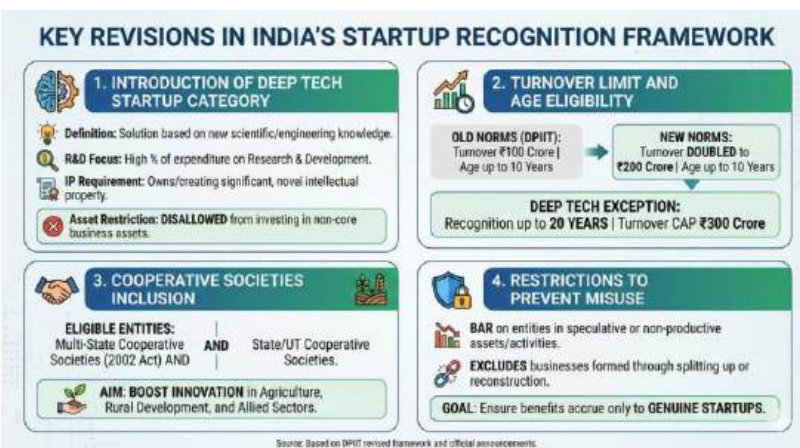 KEY REVISIONS IN INDIA'S STARTUP RECOGNITION FRAMEWORK
1. INTRODUCTION OF DEEP TECH
STARTUP CATEGORY
Definition: Solution based on new scientific/engineering knowledge.
R&D Focus: High % of expenditure on Research & Development.
IP Requirement: Owns/creating significant, novel intellectual
property.
Asset Restriction: DISALLOWED from investing in non-core
business assets.
2. TURNOVER LIMIT AND
AGE ELIGIBILITY
OLD NORMS (DPIIT):
Turnover ₹100 Crore |
Age up to 10 Years
NEW NORMS:
Turnover DOUBLED to
₹200 Crore | Age up to 10 Years
DEEP TECH EXCEPTION:
Recognition up to 20 YEARS | Turnover CAP ₹300 Crore
3. COOPERATIVE SOCIETIES
INCLUSION
ELIGIBLE ENTITIES:
Multi-State Cooperative
Societies (2002 Act) AND
AND
State/UT Cooperative
Societies.
AIM: BOOST INNOVATION in Agriculture,
Rural Development, and Allied Sectors.
4. RESTRICTIONS TO
PREVENT MISUSE
BAR on entities in speculative or non-productive
assets/activities.
EXCLUDES businesses formed through splitting up or
reconstruction.
GOAL: Ensure benefits accrue only to GENUINE STARTUPS.
Source: Based on DPIIT revised framework and official announcements.